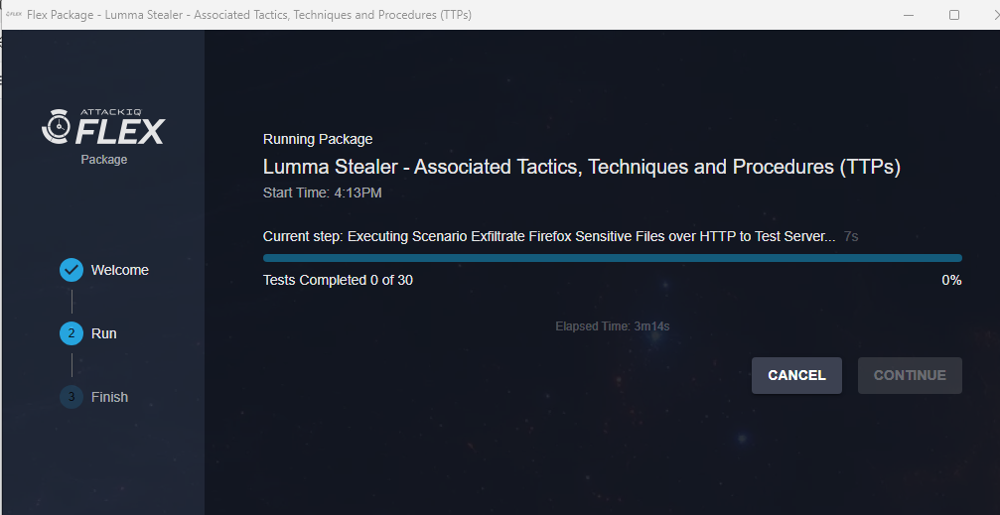 Flex Package - Lumma Stealer - Associated Tactics, Techniques and Procedures (TTPs)
ATTACKIQ
FLEX
Package
Welcome
2 Run
3 Finish
Running Package
Lumma Stealer - Associated Tactics, Techniques and Procedures (TTPs)
Start Time: 4:13PM
Current step: Executing Scenario Exfiltrate Firefox Sensitive Files over HTTP to Test Server... 7s
Tests Completed 0 of 30 0%
Elapsed Time: 3m14s
CANCEL CONTINUE